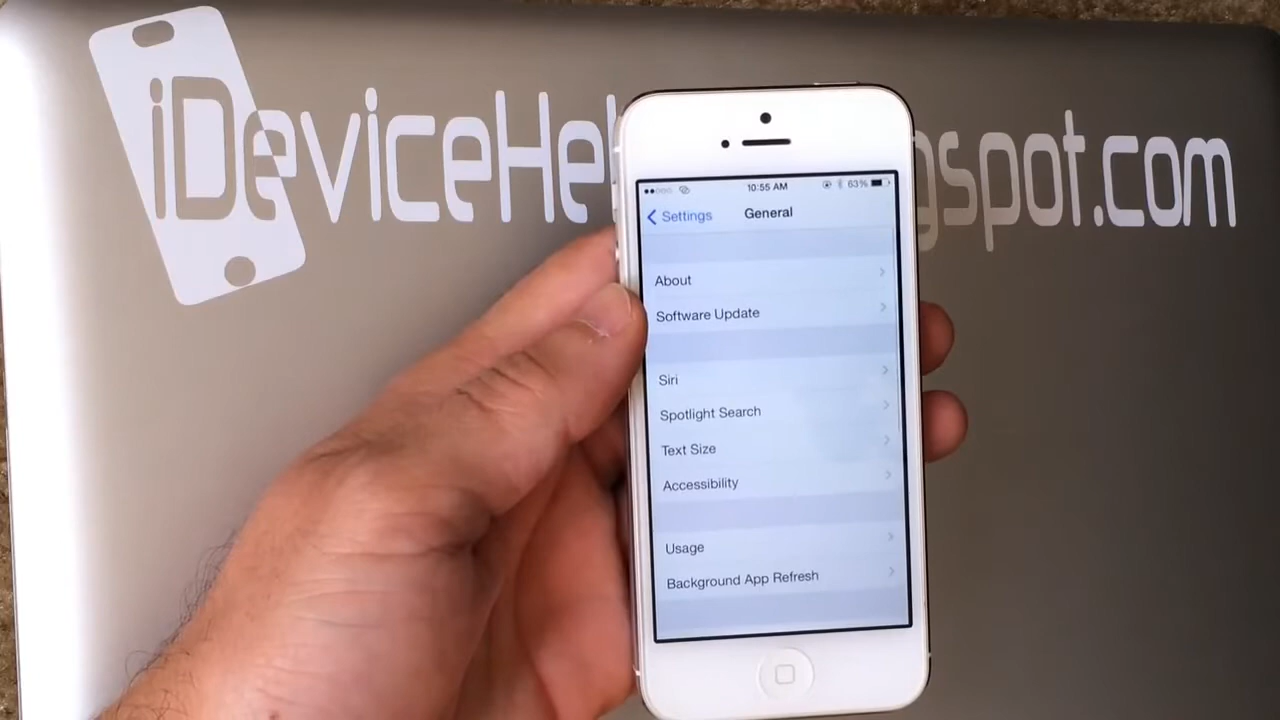 iDeviceHel gspot.com
10:55 AM 63%
Settings General
About
Software Update
Siri
Spotlight Search
Text Size
Accessibility
Usage
Background App Refresh